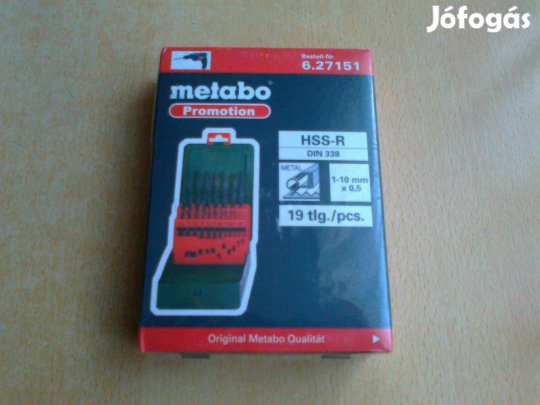 Jófogás
Bestell-Nr.
6.27151
metabo
Promotion
HSS-R
DIN 338
METAL
1-10 mm
x 0,5
19 tlg./pcs.
Original Metabo Qualität